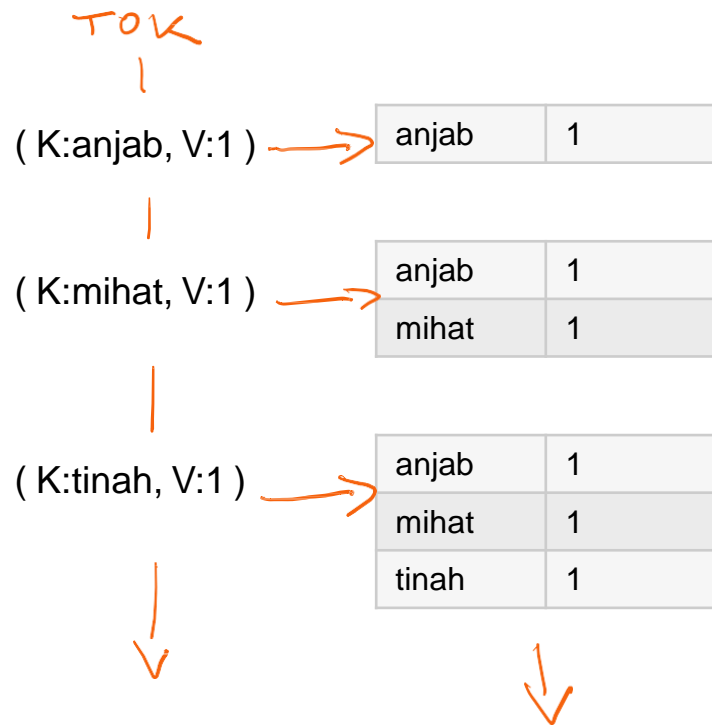 TOK
( K:anjab, V:1 )
anjab 1
( K:mihat, V:1 )
anjab 1
mihat 1
( K:tinah, V:1 )
anjab 1
mihat 1
tinah 1